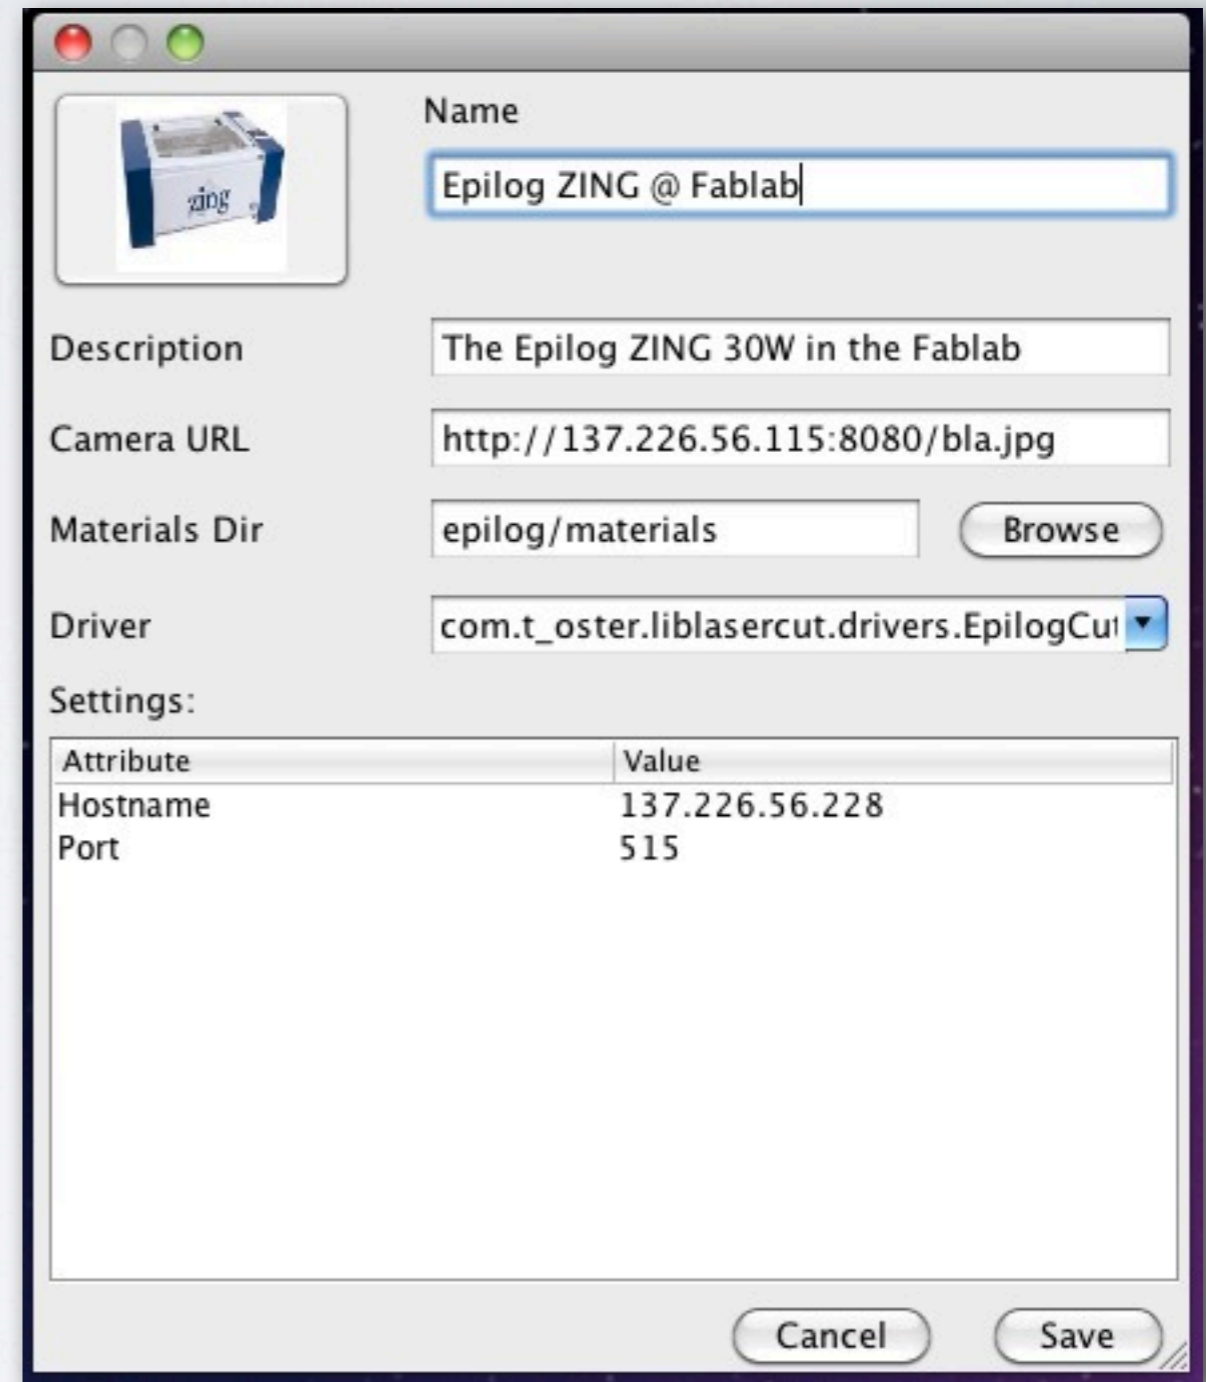 zing
Name
Epilog ZING @ Fablab
Description
The Epilog ZING 30W in the Fablab
Camera URL
http://137.226.56.115:8080/bla.jpg
Materials Dir
epilog/materials
Browse
Driver
com.t_oster.liblasercut.drivers.EpilogCut
Settings:
Attribute Value
Hostname 137.226.56.228
Port 515
Cancel Save